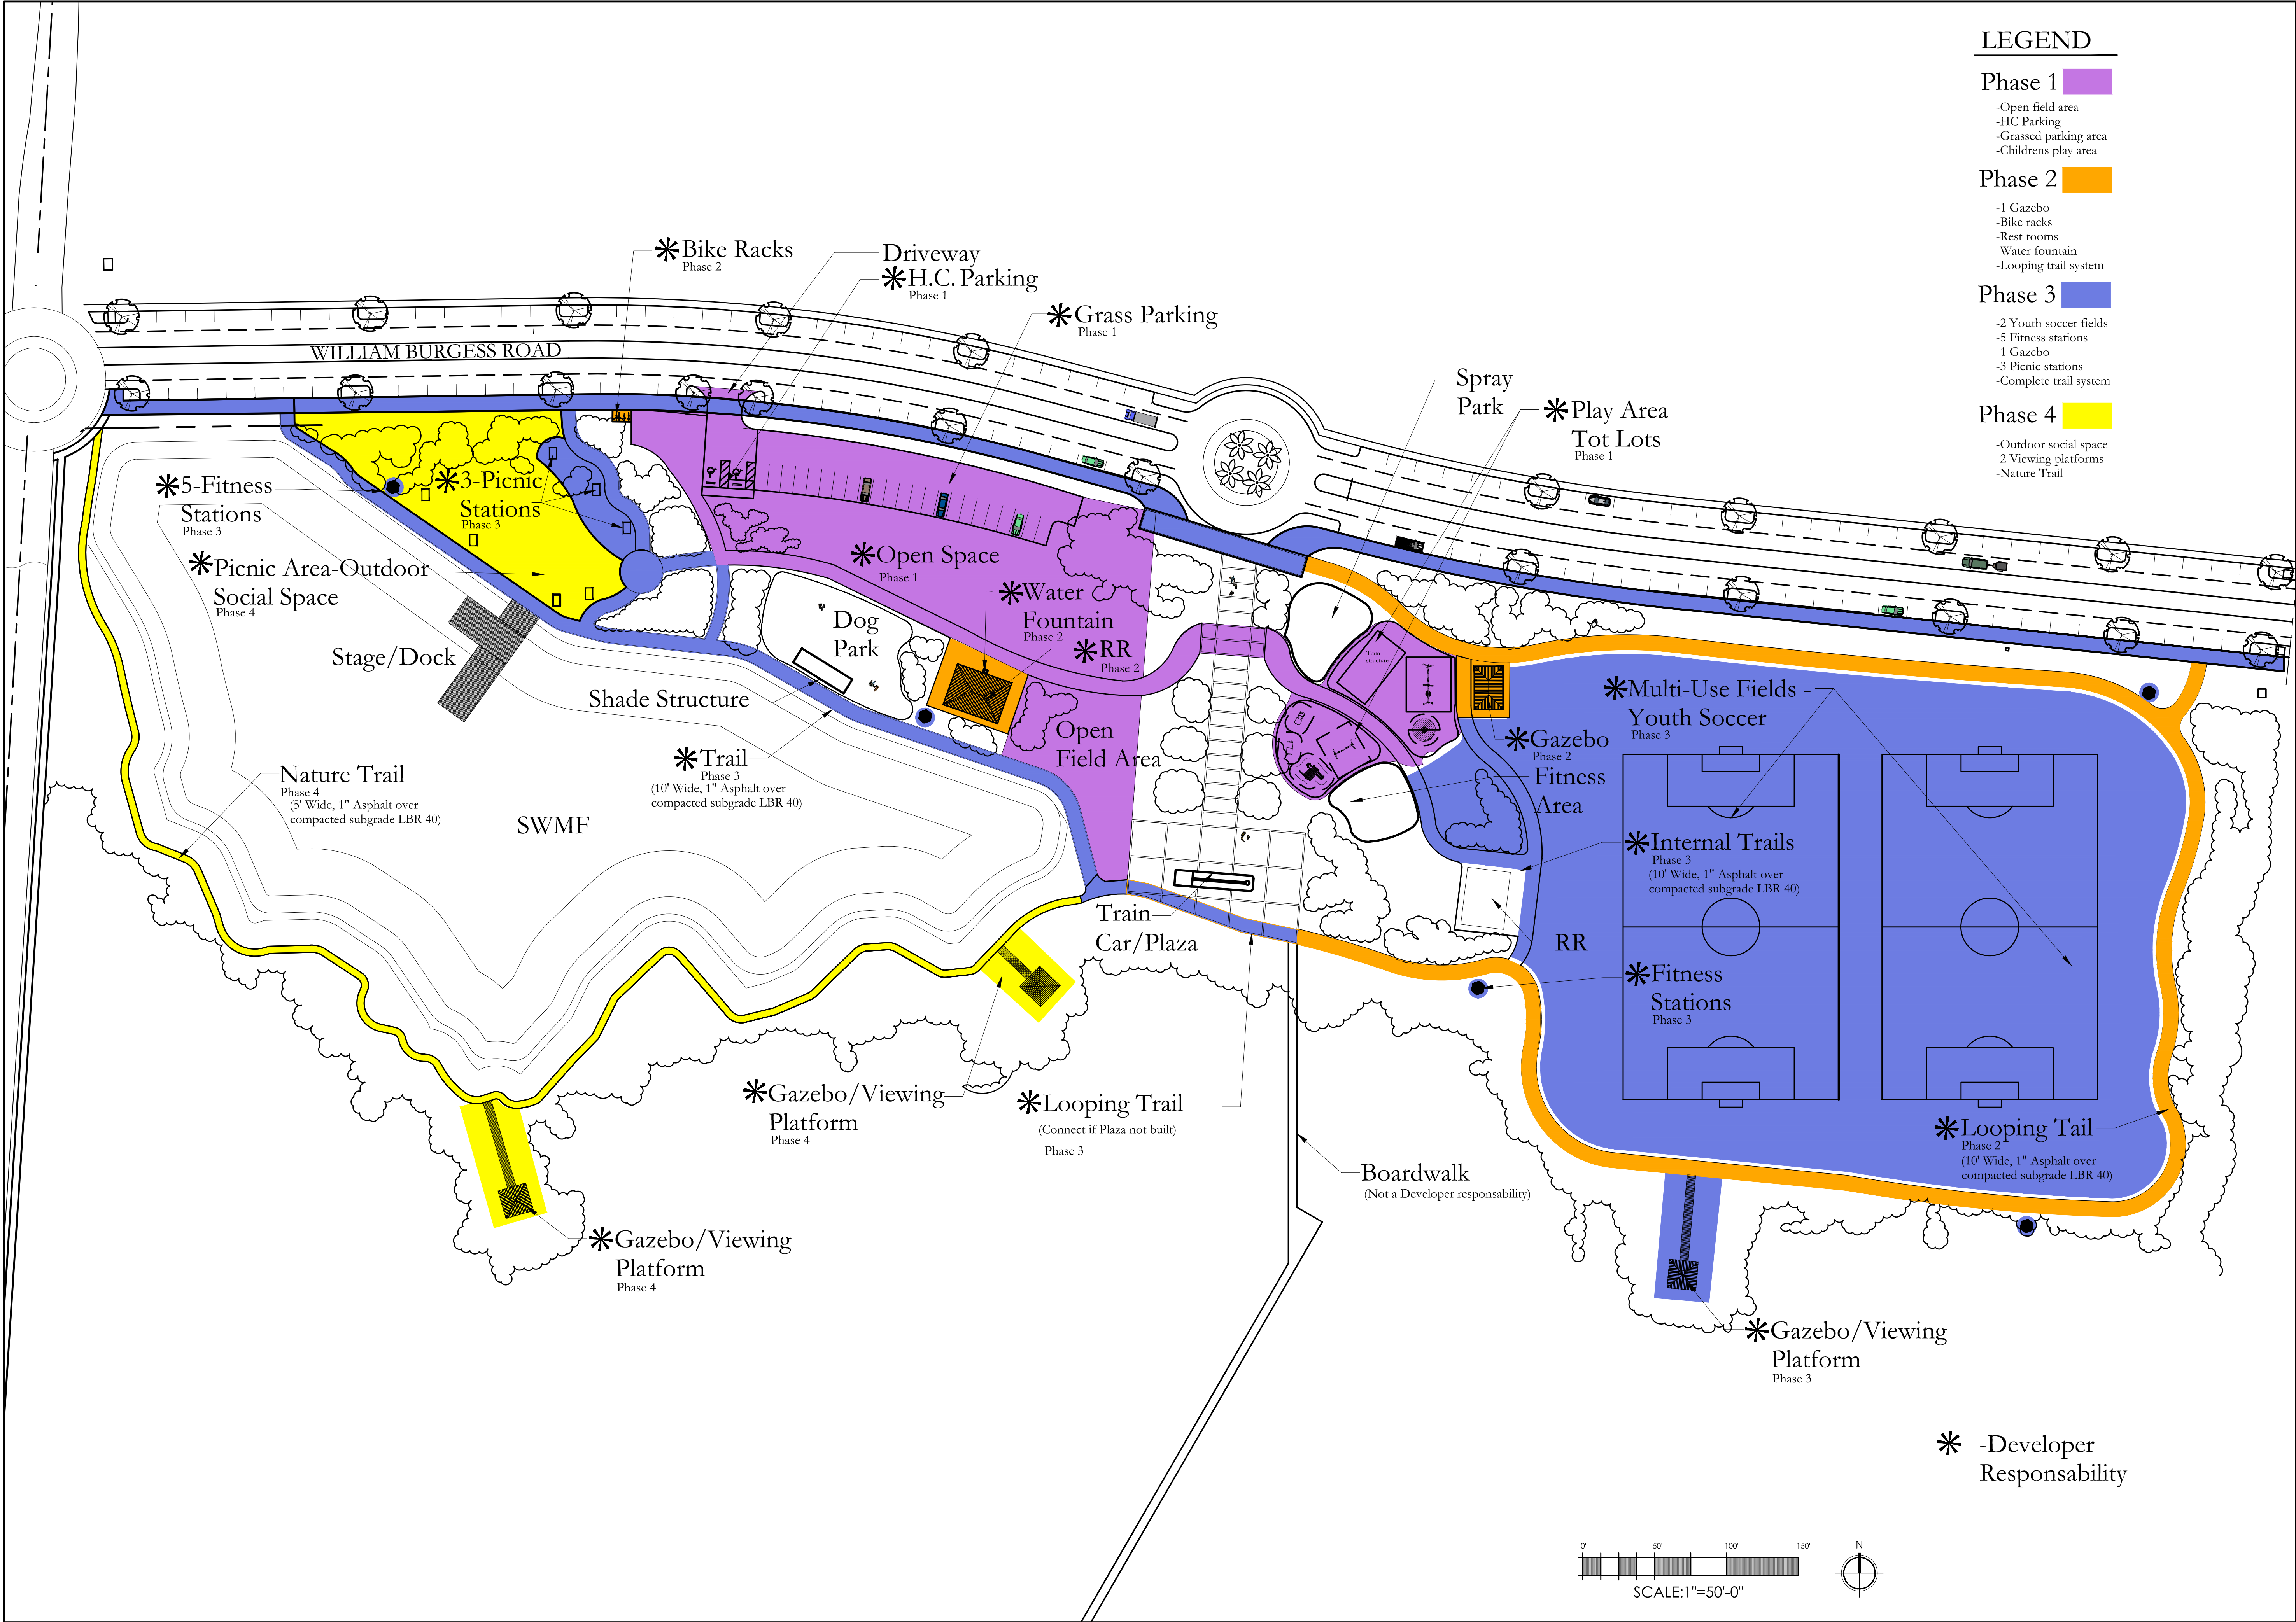 LEGEND
Phase 1
-Open field area
-HC Parking
-Grassed parking area
-Childrens play area
Phase 2
-1 Gazebo
-Bike racks
-Rest rooms
-Water fountain
-Looping trail system
Phase 3
-2 Youth soccer fields
-5 Fitness stations
-1 Gazebo
-3 Picnic stations
-Complete trail system
Phase 4
-Outdoor social space
-2 Viewing platforms
-Nature Trail
Bike Racks
Phase 2
Driveway
H.C. Parking
Phase 1
Grass Parking
Phase 1
WILLIAM BURGESS ROAD
Spray
Park
Play Area
Tot Lots
Phase 1
5-Fitness
Stations
Phase 3
3-Picnic
Stations
Phase 3
Picnic Area-Outdoor
Social Space
Phase 4
Open Space
Phase 1
Water
Fountain
Phase 2
RR
Phase 2
Dog
Park
Train
structure
Stage/Dock
Shade Structure
Open
Field Area
Multi-Use Fields -
Youth Soccer
Phase 3
Gazebo
Phase 2
Fitness
Area
Trail
Phase 3
(10' Wide, 1" Asphalt over
compacted subgrade LBR 40)
Nature Trail
Phase 4
(5' Wide, 1" Asphalt over
compacted subgrade LBR 40)
SWMF
Internal Trails
Phase 3
(10' Wide, 1" Asphalt over
compacted subgrade LBR 40)
Train
Car/Plaza
RR
Fitness
Stations
Phase 3
Gazebo/Viewing
Platform
Phase 4
Looping Trail
(Connect if Plaza not built)
Phase 3
Looping Tail
Phase 2
(10' Wide, 1" Asphalt over
compacted subgrade LBR 40)
Boardwalk
(Not a Developer responsability)
Gazebo/Viewing
Platform
Phase 4
Gazebo/Viewing
Platform
Phase 3
-Developer
Responsability
0' 50' 100' 150'
SCALE:1"=50'-0"
N